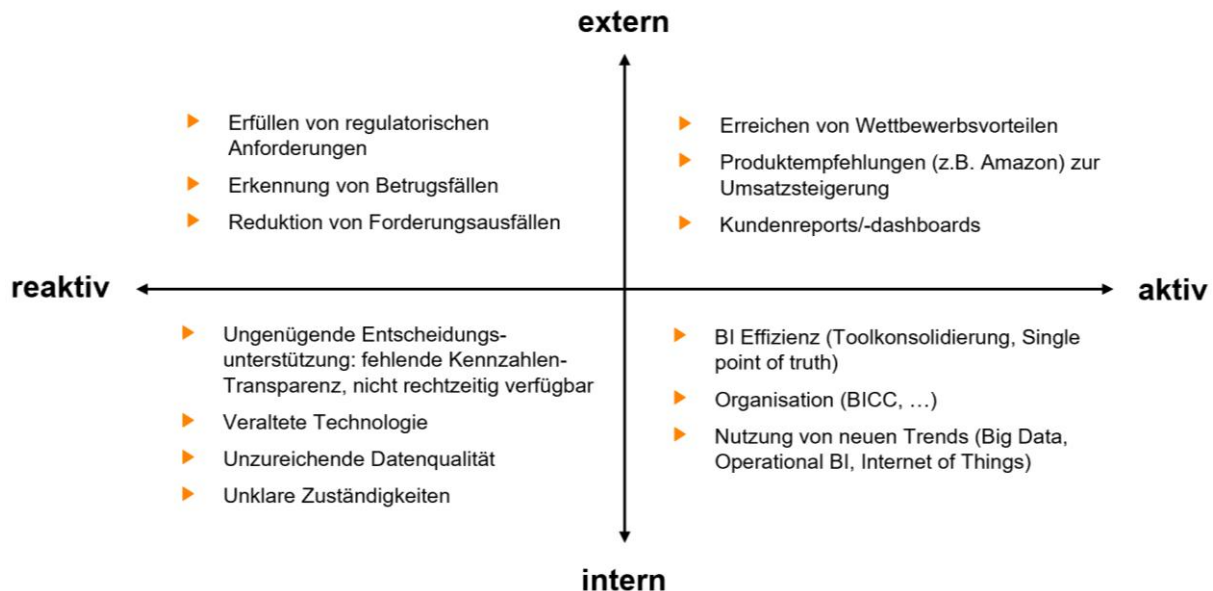 extern
Erfüllen von regulatorischen
Anforderungen
Erkennung von Betrugsfällen
Reduktion von Forderungsausfällen
Erreichen von Wettbewerbsvorteilen
Produktempfehlungen (z.B. Amazon) zur
Umsatzsteigerung
Kundenreports/-dashboards
reaktiv
aktiv
Ungenügende Entscheidungs-
unterstützung: fehlende Kennzahlen-
Transparenz, nicht rechtzeitig verfügbar
Veraltete Technologie
Unzureichende Datenqualität
Unklare Zuständigkeiten
BI Effizienz (Toolkonsolidierung, Single
point of truth)
Organisation (BICC, …)
Nutzung von neuen Trends (Big Data,
Operational BI, Internet of Things)
intern